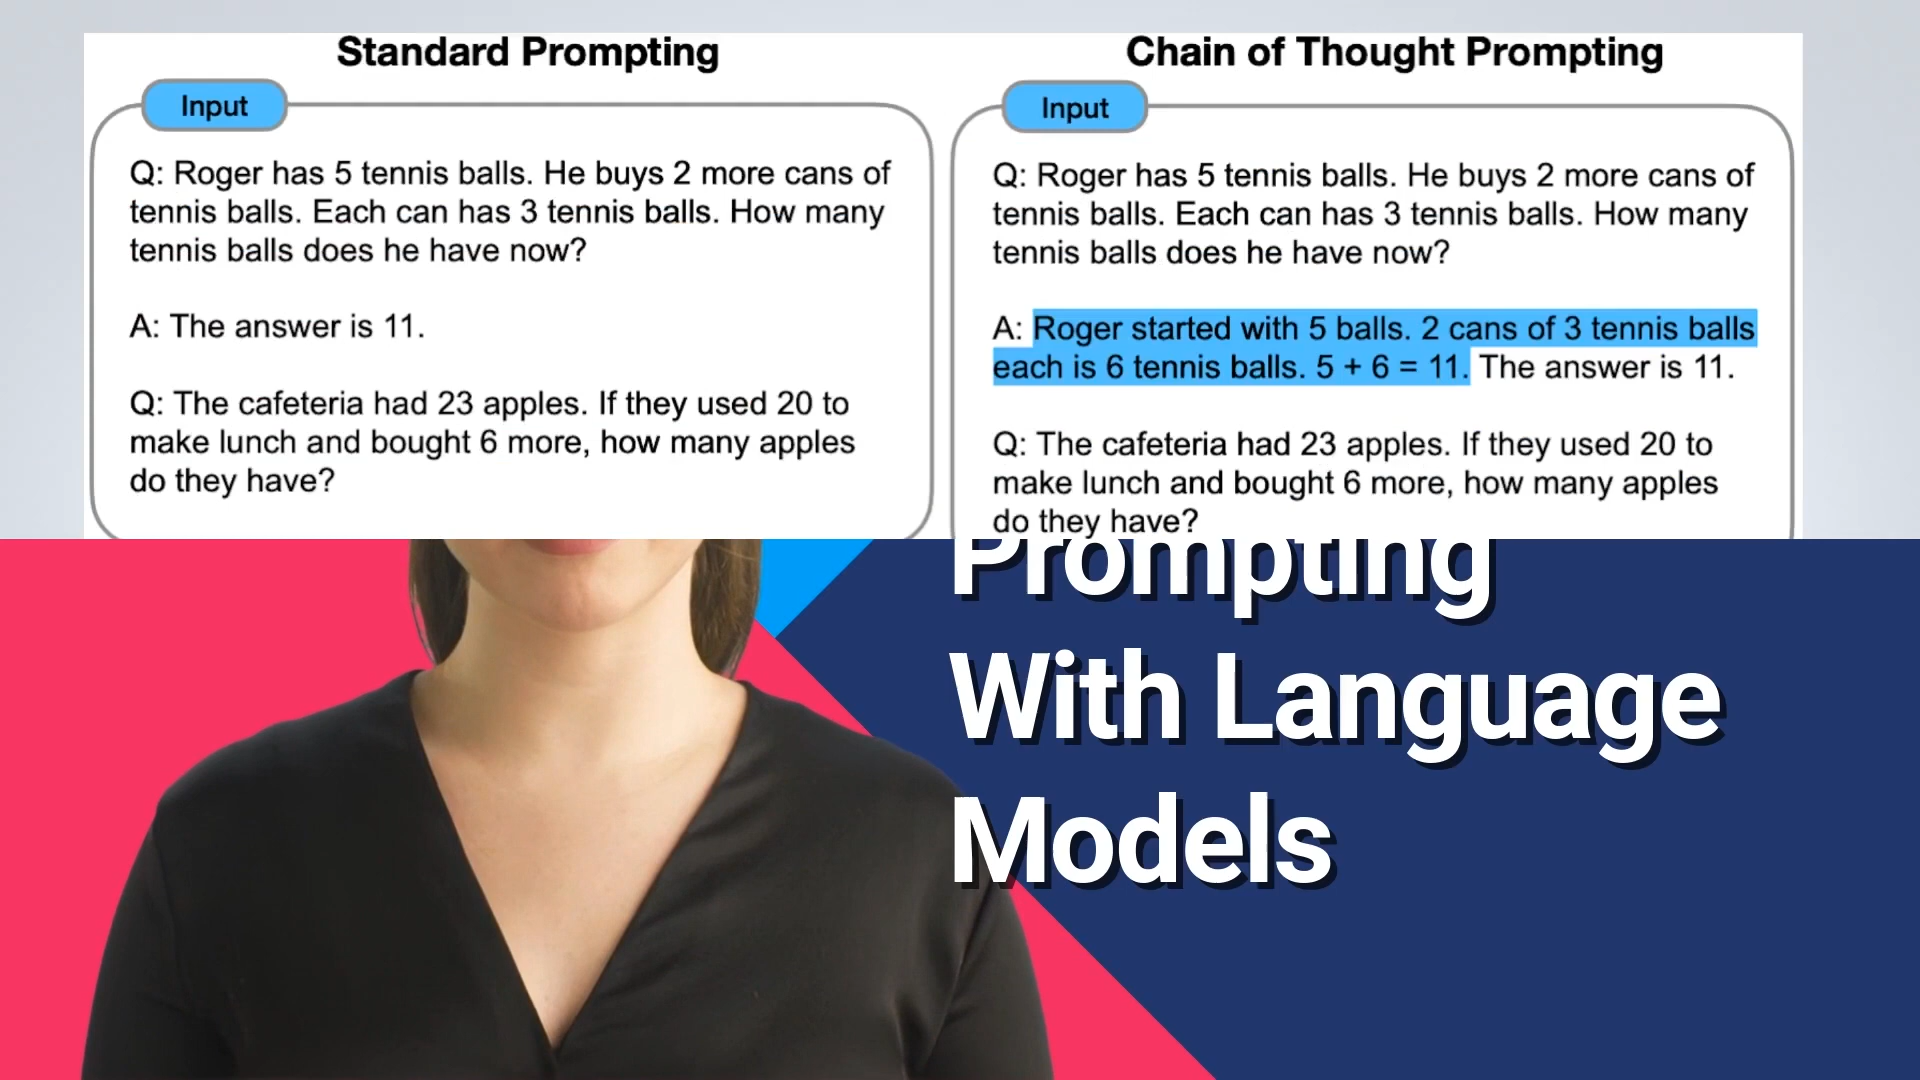 Standard Prompting
Input
Q: Roger has 5 tennis balls. He buys 2 more cans of
tennis balls. Each can has 3 tennis balls. How many
tennis balls does he have now?
A: The answer is 11.
Q: The cafeteria had 23 apples. If they used 20 to
make lunch and bought 6 more, how many apples
do they have?
Chain of Thought Prompting
Input
Q: Roger has 5 tennis balls. He buys 2 more cans of
tennis balls. Each can has 3 tennis balls. How many
tennis balls does he have now?
A: Roger started with 5 balls. 2 cans of 3 tennis balls
each is 6 tennis balls. 5 + 6 = 11. The answer is 11.
Q: The cafeteria had 23 apples. If they used 20 to
make lunch and bought 6 more, how many apples
do they have?
Prompting
With Language
Models